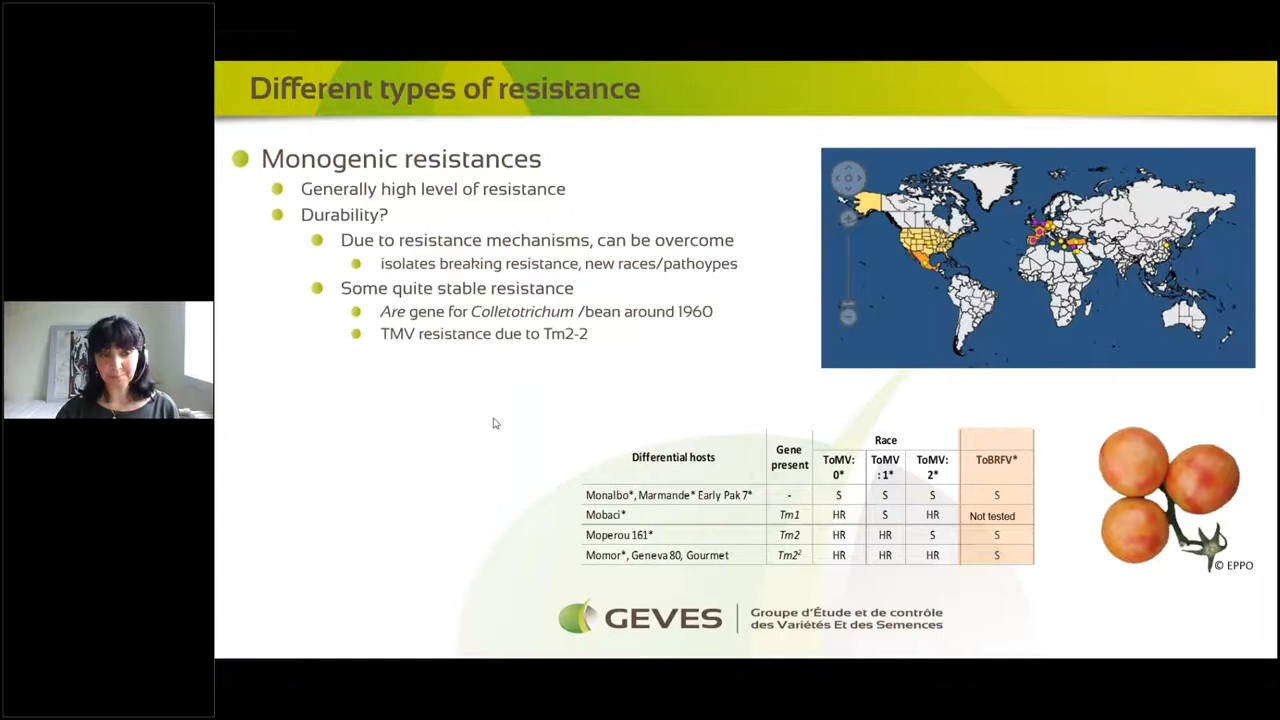 Different types of resistance
Monogenic resistances
Generally high level of resistance
Durability?
Due to resistance mechanisms, can be overcome
isolates breaking resistance, new races/pathoypes
Some quite stable resistance
Are gene for Colletotrichum /bean around 1960
TMV resistance due to Tm2-2
Differential hosts Gene present Race ToBRFV*
ToMV: 0* ToMV : 1* ToMV: 2*
Monalbo*, Marmande* Early Pak 7* - S S S S
Mobaci* Tm1 HR S HR Not tested
Moperou 161* Tm2 HR HR S S
Momor*, Geneva 80, Gourmet Tm2² HR HR HR S
© EPPO
GEVES
Groupe d'Étude et de contrôle
des Variétés Et des Semences